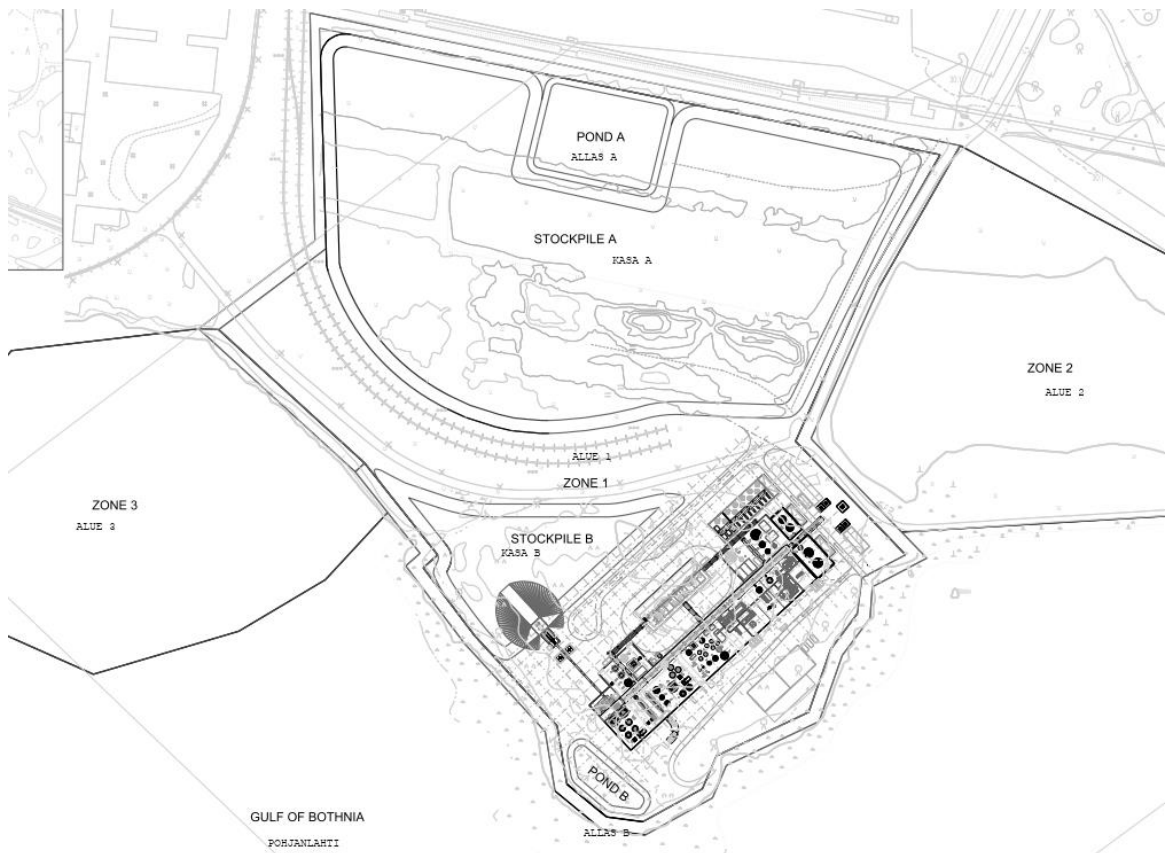 POND A
ALLAS A
STOCKPILE A
KASA A
ZONE 2
ALUE 2
ALUE 1
ZONE 1
ZONE 3
ALUE 3
STOCKPILE B
KASA B
POND B
ALLAS B
GULF OF BOTHNIA
POHJANLAHTI